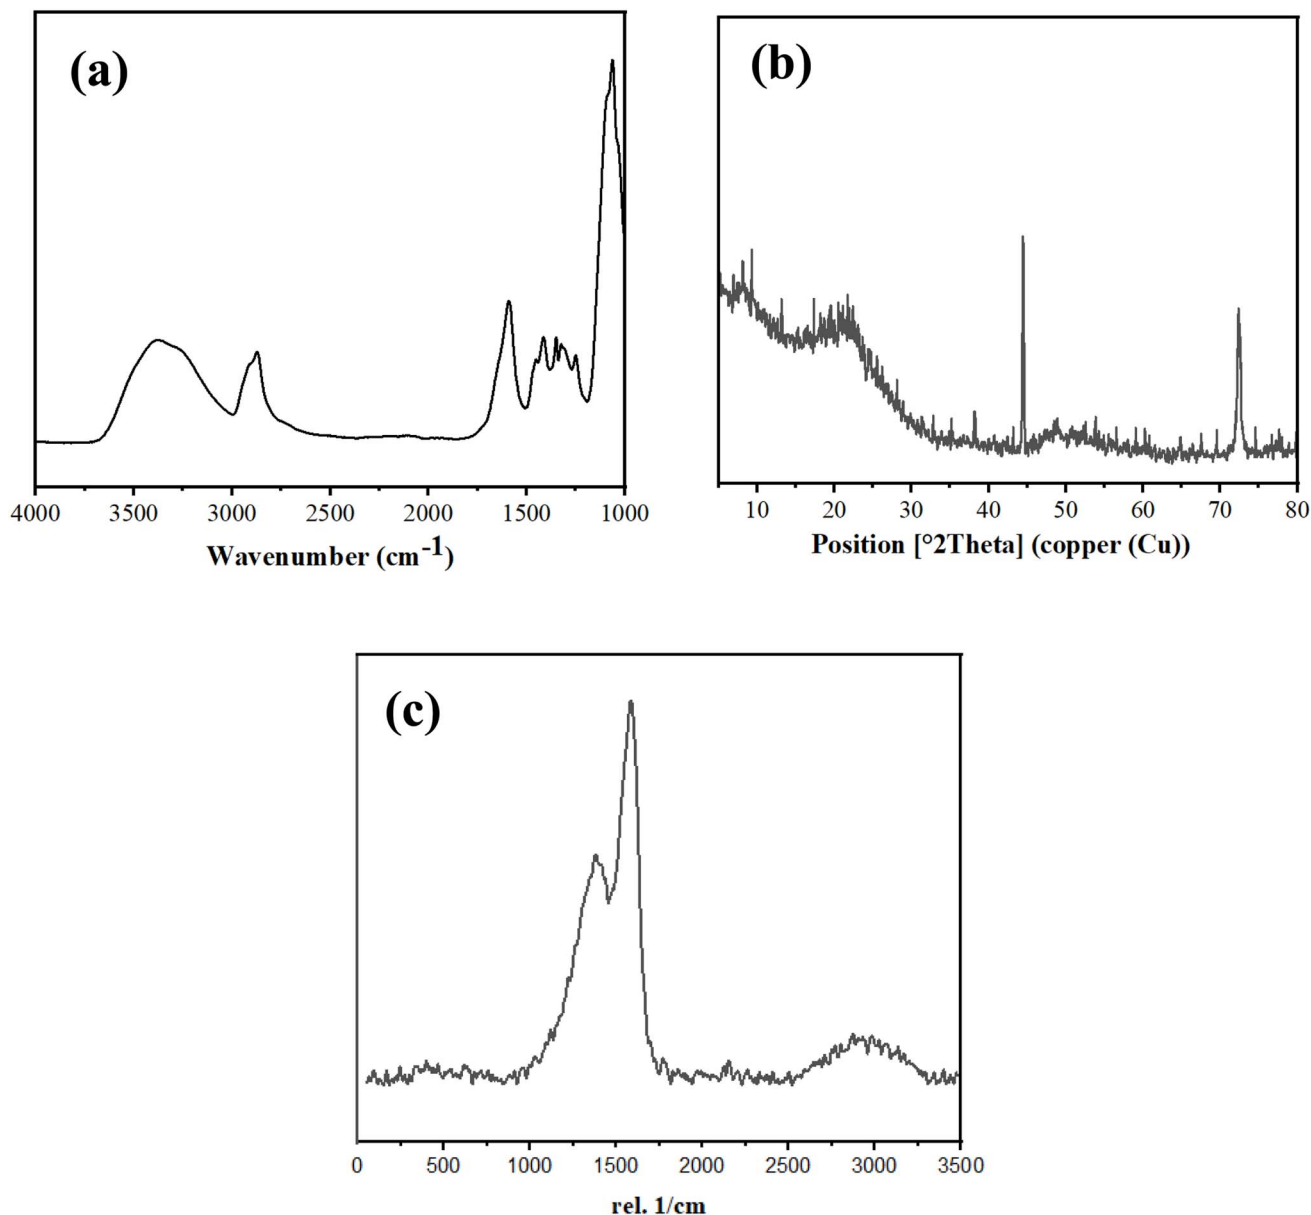 (a)
4000 3500 3000 2500 2000 1500 1000
Wavenumber (cm-1)
(b)
10 20 30 40 50 60 70 80
Position [°2Theta] (copper (Cu))
(c)
0 500 1000 1500 2000 2500 3000 3500
rel. 1/cm